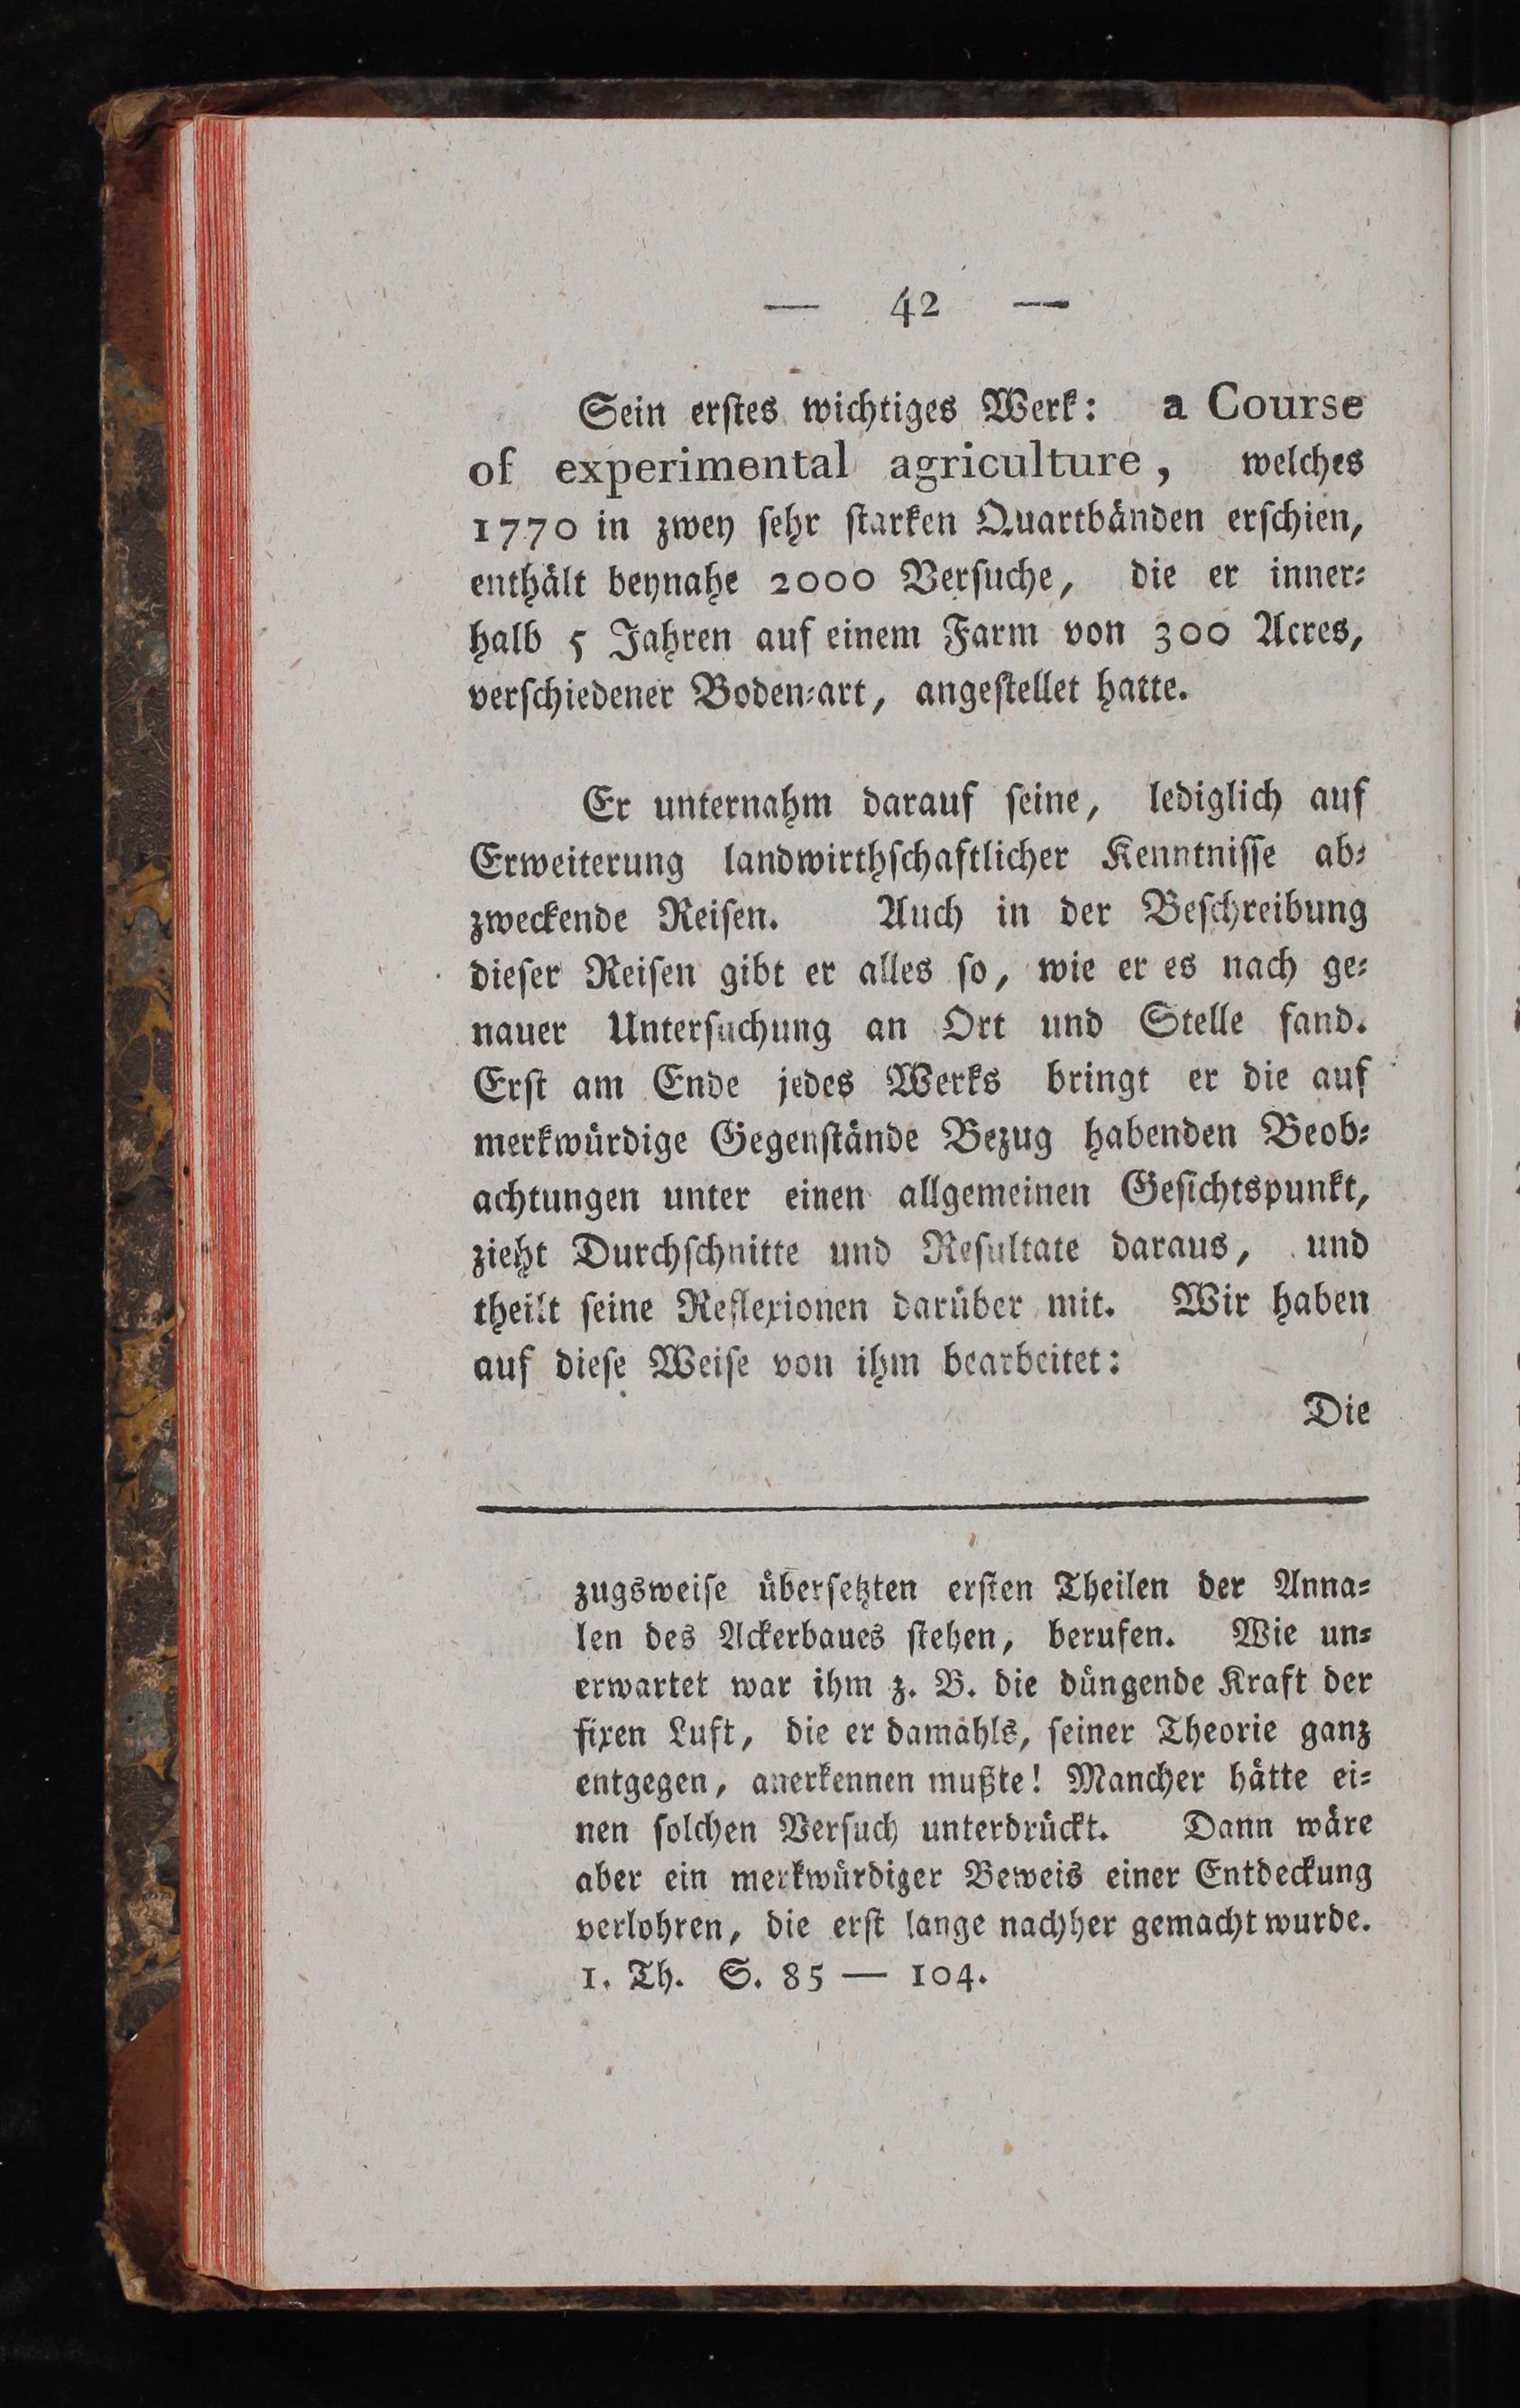 — 42 —
Sein erſtes wichtiges Werk: a Course
of experimental agriculture, welches
1770 in zwey ſehr ſtarken Quartbänden erſchien,
enthält beynahe 2000 Verſuche, die er inner⸗
halb 5 Jahren auf einem Farm von 300 Acres,
verſchiedener Boden⸗art, angeſtellet hatte.
Er unternahm darauf ſeine, lediglich auf
Erweiterung landwirthſchaftlicher Kenntniſſe ab⸗
zweckende Reiſen. Auch in der Beſchreibung
dieſer Reiſen gibt er alles ſo, wie er es nach ge⸗
nauer Unterſuchung an Ort und Stelle fand.
Erſt am Ende jedes Werks bringt er die auf
merkwürdige Gegenſtände Bezug habenden Beob⸗
achtungen unter einen allgemeinen Geſichtspunkt,
zieht Durchſchnitte und Reſultate daraus, und
theilt ſeine Reflexionen darüber mit. Wir haben
auf dieſe Weiſe von ihm bearbeitet:
Die
zugsweiſe überſetzten erſten Theilen der Anna⸗
len des Ackerbaues ſtehen, berufen. Wie un⸗
erwartet war ihm z. B. die düngende Kraft der
fixen Luft, die er damahls, ſeiner Theorie ganz
entgegen, anerkennen mußte! Mancher hätte ei⸗
nen ſolchen Verſuch unterdrückt. Dann wäre
aber ein merkwürdiger Beweis einer Entdeckung
verlohren, die erſt lange nachher gemacht wurde.
1. Th. S. 85 — 104.